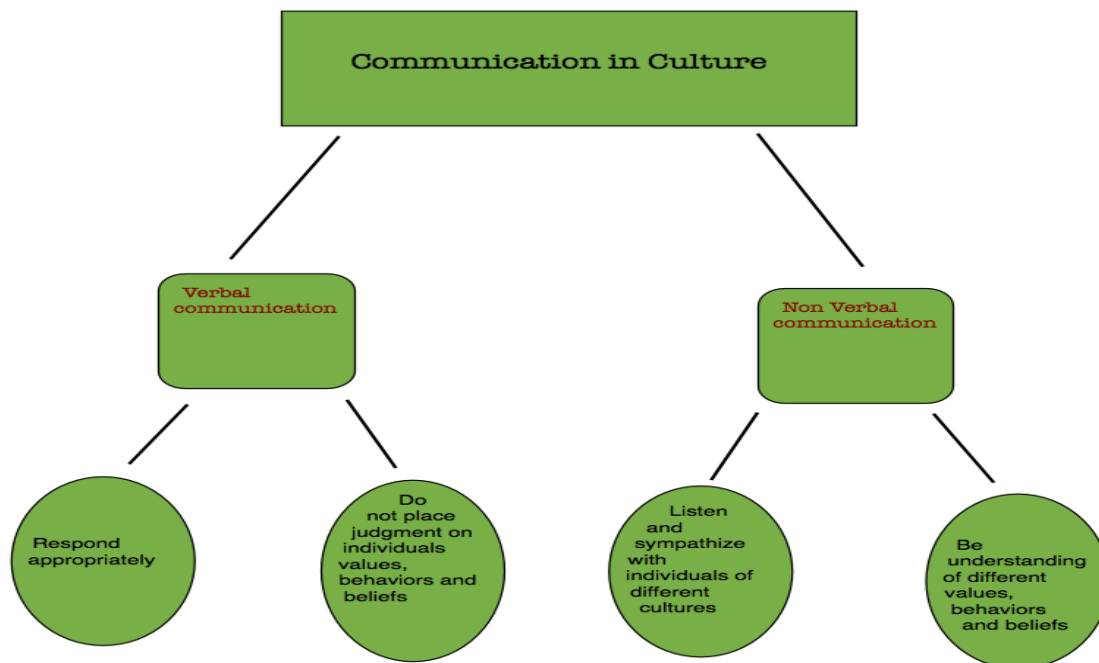 Communication in Culture
Verbal
communication
Non Verbal
communication
Respond
appropriately
Do
not place
judgment on
individuals
values,
behaviors and
beliefs
Listen
and
sympathize
with
individuals of
different
cultures
Be
understanding
of different
values,
behaviors
and beliefs